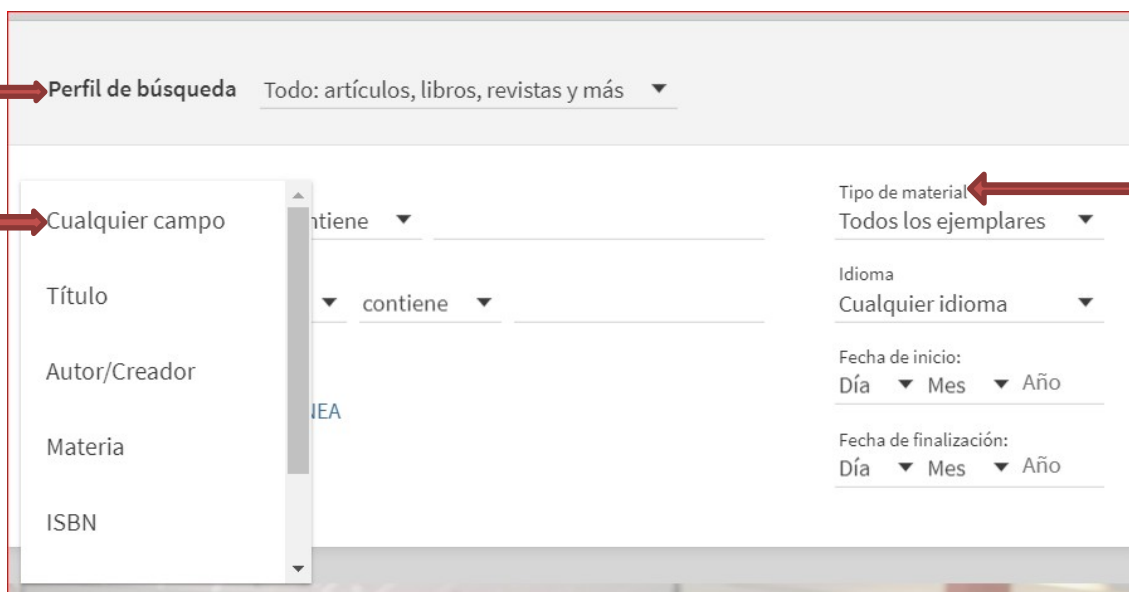 Perfil de búsqueda Todo: artículos, libros, revistas y más
Cualquier campo
Título
Autor/Creador
Materia
ISBN
ntiene
contiene
NEA
Tipo de material
Todos los ejemplares
Idioma
Cualquier idioma
Fecha de inicio:
Día Mes Año
Fecha de finalización:
Día Mes Año